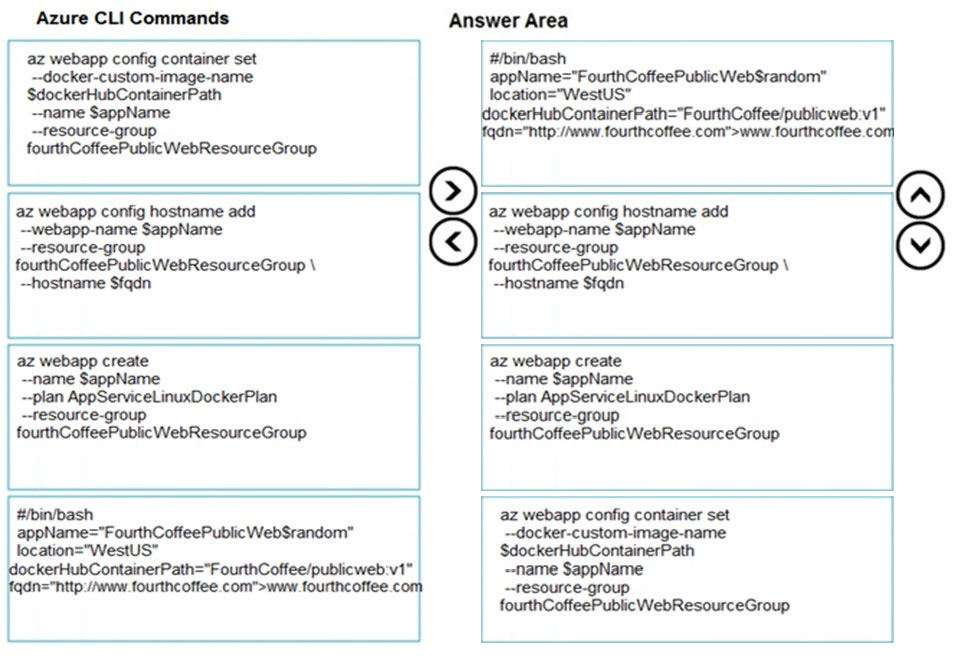 Azure CLI Commands
az webapp config container set
--docker-custom-image-name
$dockerHubContainerPath
--name $appName
--resource-group
fourthCoffeePublicWebResourceGroup
az webapp config hostname add
--webapp-name $appName
--resource-group
fourthCoffeePublicWebResourceGroup \
--hostname $fqdn
az webapp create
--name $appName
--plan AppServiceLinuxDockerPlan
--resource-group
fourthCoffeePublicWebResourceGroup
#/bin/bash
appName="FourthCoffeePublicWeb$random"
location="WestUS"
dockerHubContainerPath="FourthCoffee/publicweb:v1"
fqdn="http://www.fourthcoffee.com">www.fourthcoffee.com
Answer Area
#/bin/bash
appName="FourthCoffeePublicWeb$random"
location="WestUS"
dockerHubContainerPath="FourthCoffee/publicweb:v1"
fqdn="http://www.fourthcoffee.com">www.fourthcoffee.com
az webapp config hostname add
--webapp-name $appName
--resource-group
fourthCoffeePublicWebResourceGroup \
--hostname $fqdn
az webapp create
--name $appName
--plan AppServiceLinuxDockerPlan
--resource-group
fourthCoffeePublicWebResourceGroup
az webapp config container set
--docker-custom-image-name
$dockerHubContainerPath
--name $appName
--resource-group
fourthCoffeePublicWebResourceGroup